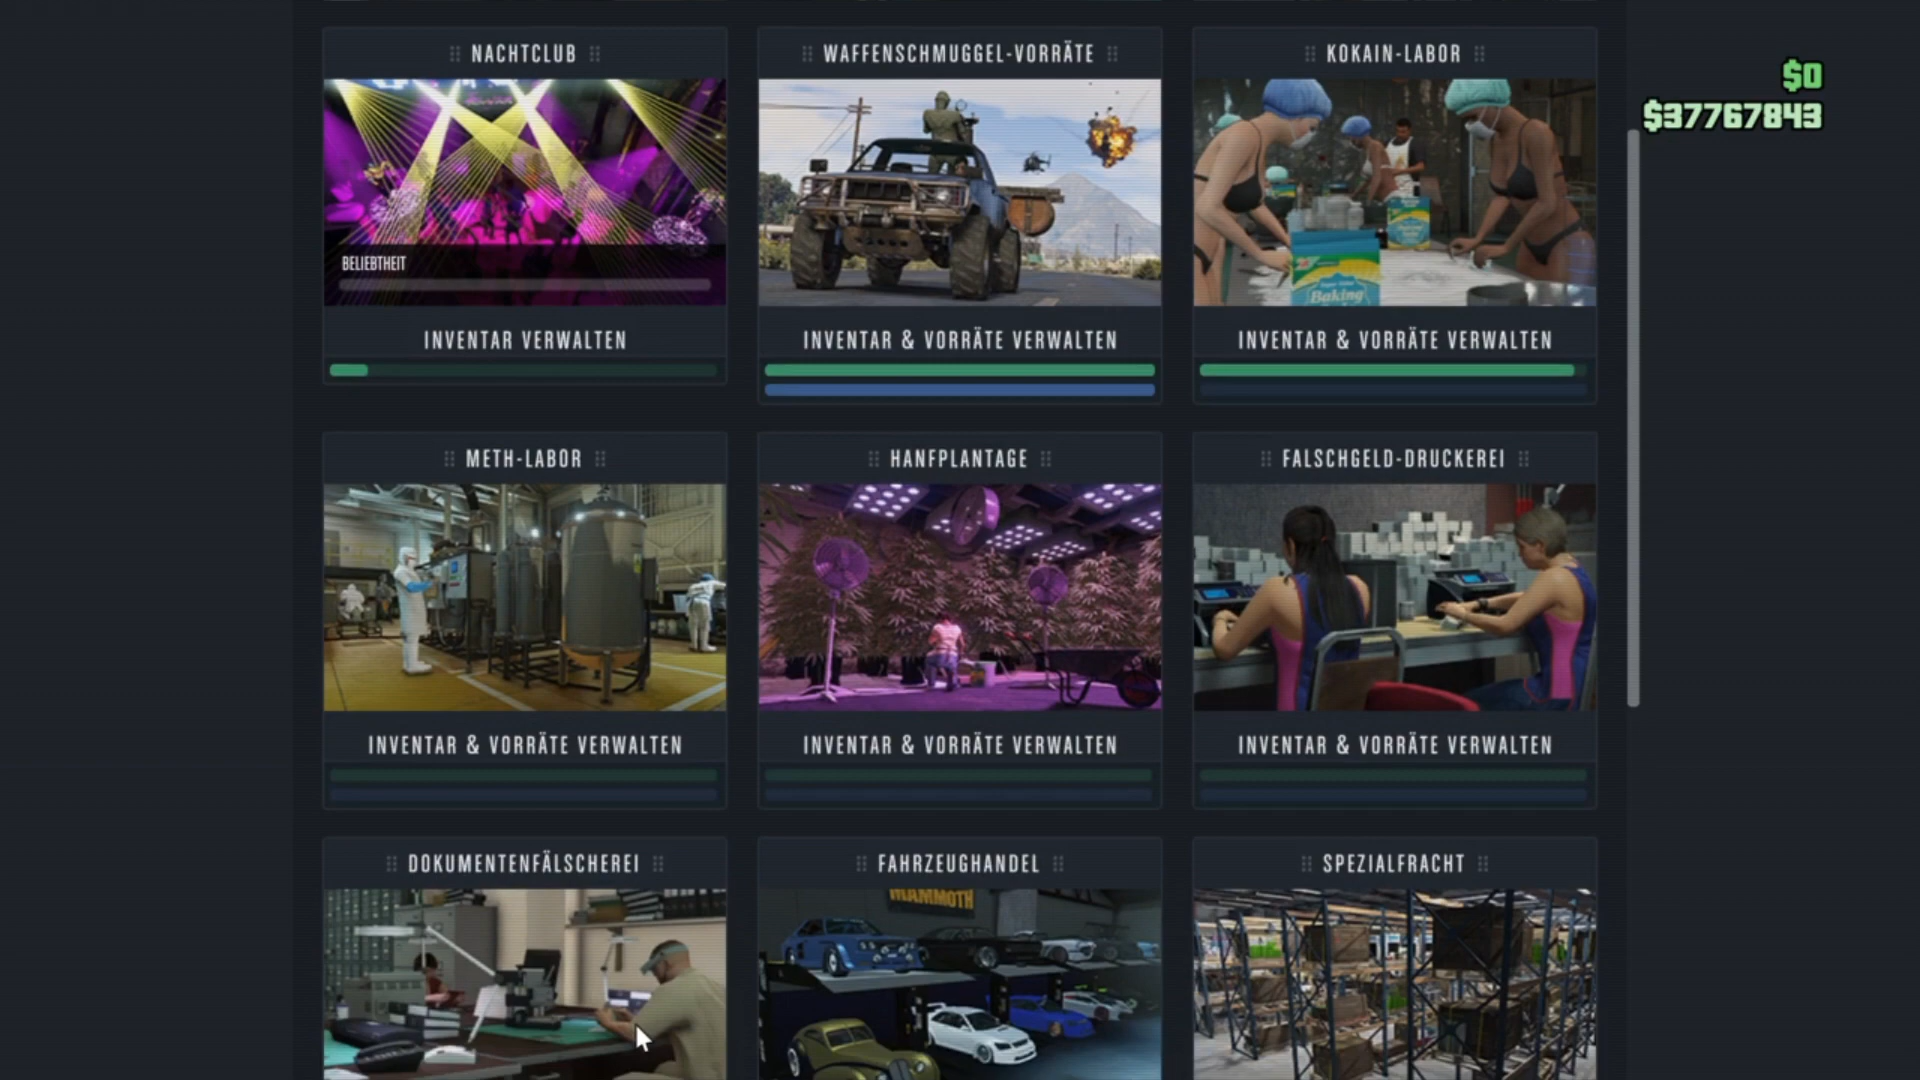 NACHTCLUB
WAFFENSCHMUGGEL-VORRÄTE
KOKAIN-LABOR
$0
$37767843
BELIEBTHEIT
Baking
INVENTAR VERWALTEN
INVENTAR & VORRÄTE VERWALTEN
INVENTAR & VORRÄTE VERWALTEN
METH-LABOR
HANFPLANTAGE
FALSCHGELD-DRUCKEREI
INVENTAR & VORRÄTE VERWALTEN
INVENTAR & VORRÄTE VERWALTEN
INVENTAR & VORRÄTE VERWALTEN
DOKUMENTENFÄLSCHEREI
FAHRZEUGHANDEL
SPEZIALFRACHT
MAMMOTH